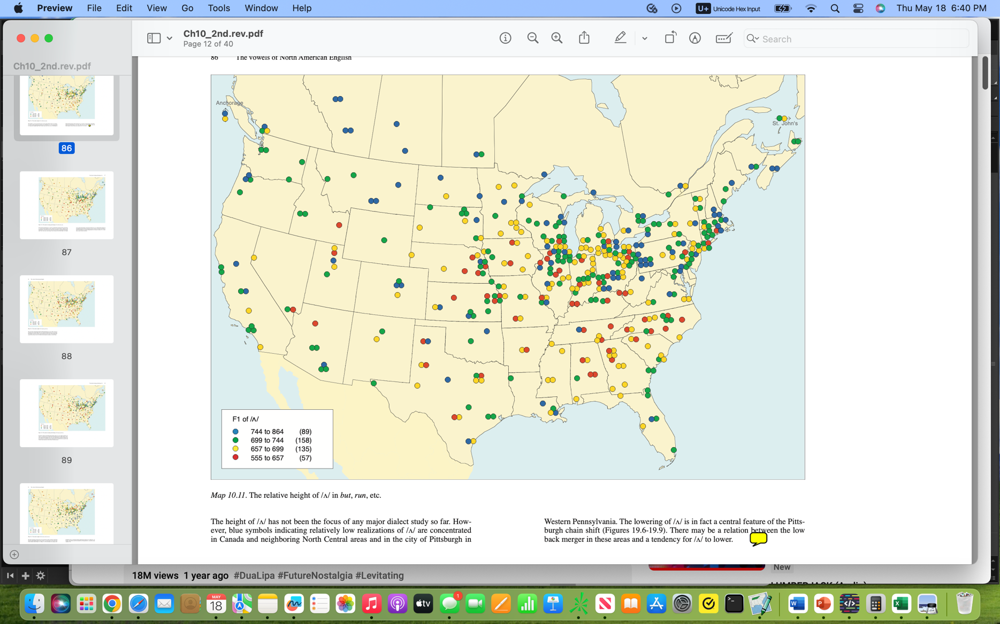 Preview File Edit View Go Tools Window Help
U+ Unicode Hex Input
Thu May 18 6:40 PM
Ch10_2nd.rev.pdf
Page 12 of 40
Search
Ch10_2nd.rev.pdf
86
87
88
89
86 The Vowels of North American English
Anchorage
St. John's
F1 of /ʌ/
744 to 864 (89)
699 to 744 (158)
657 to 699 (135)
555 to 657 (57)
Map 10.11. The relative height of /ʌ/ in but, run, etc.
The height of /ʌ/ has not been the focus of any major dialect study so far. How-
ever, blue symbols indicating relatively low realizations of /ʌ/ are concentrated
in Canada and neighboring North Central areas and in the city of Pittsburgh in
Western Pennsylvania. The lowering of /ʌ/ is in fact a central feature of the Pitts-
burgh chain shift (Figures 19.6-19.9). There may be a relation between the low
back merger in these areas and a tendency for /ʌ/ to lower.
New
18M views 1 year ago #DuaLipa #FutureNostalgia #Levitating
MAY
18
tv
1
W
P
X